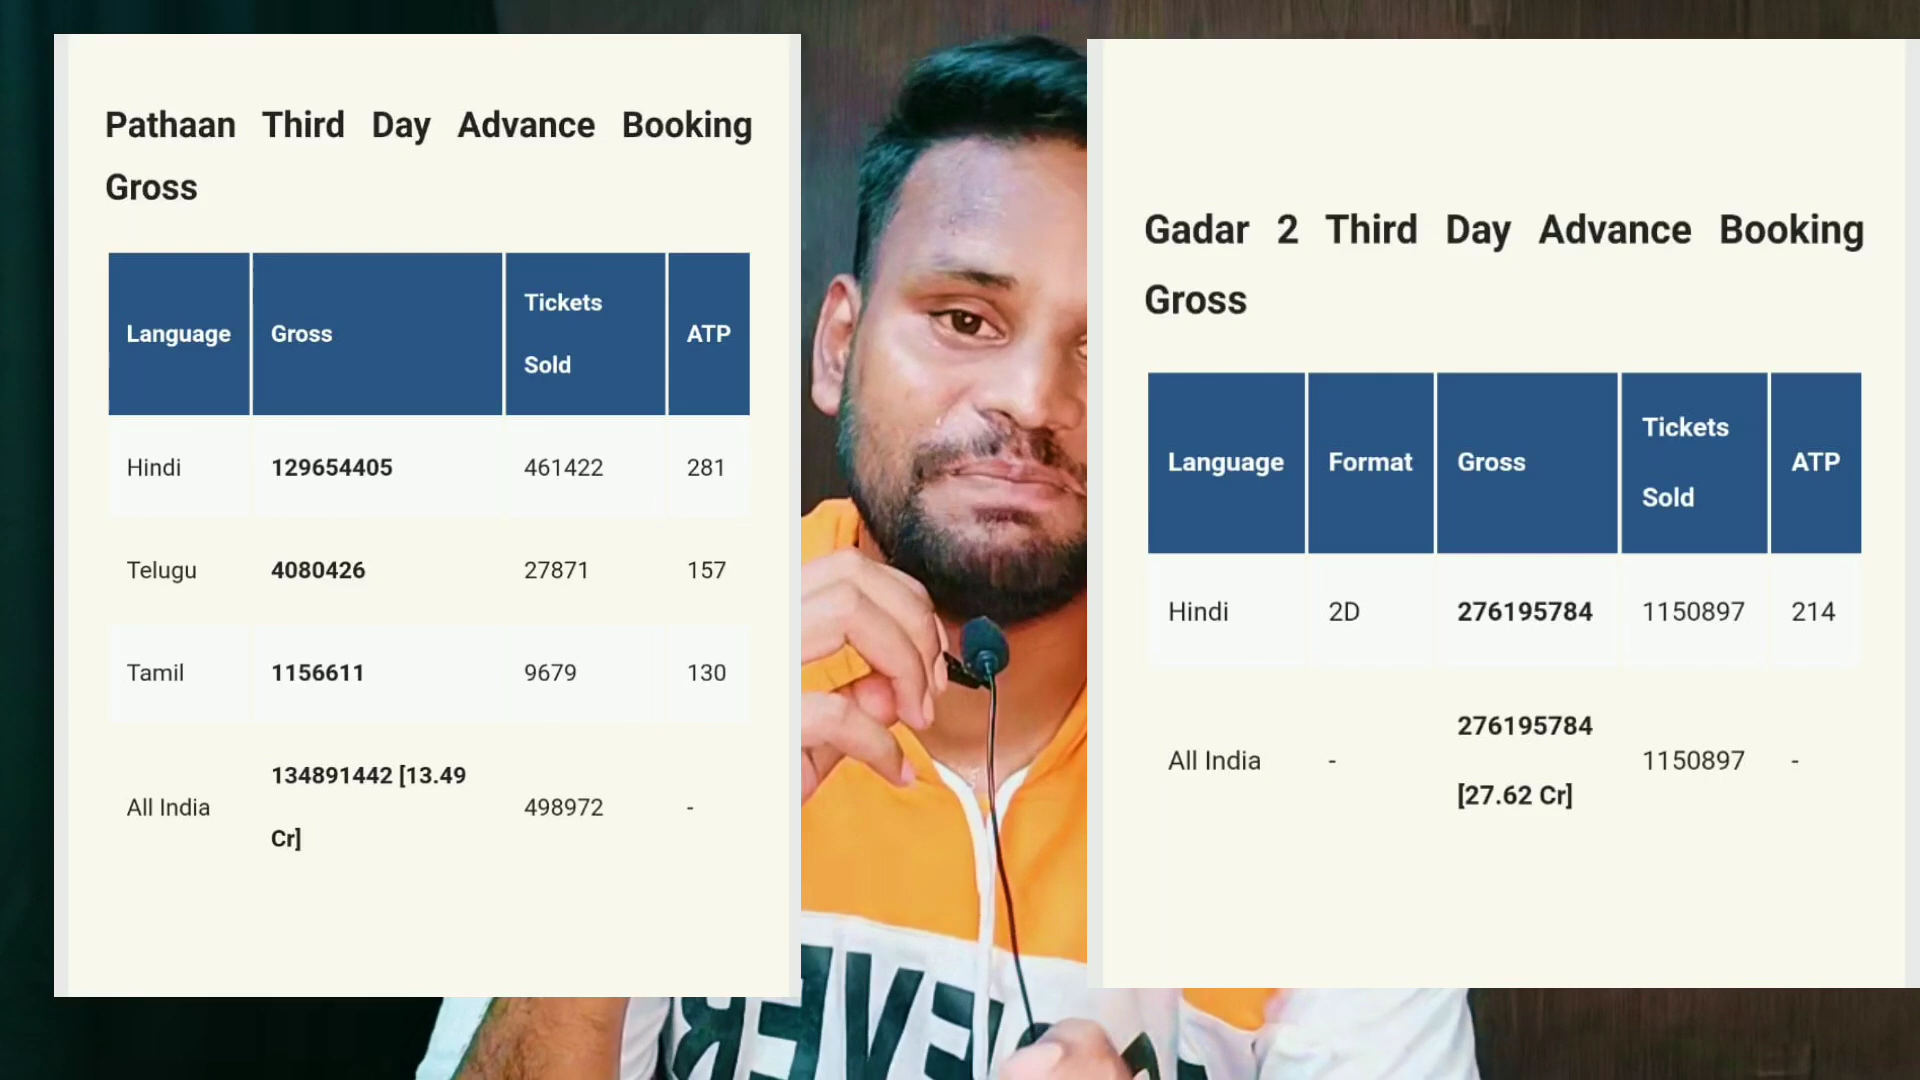 Pathaan Third Day Advance Booking
Gross
Language Gross Tickets Sold ATP
Hindi 129654405 461422 281
Telugu 4080426 27871 157
Tamil 1156611 9679 130
All India 134891442 [13.49 Cr] 498972 -
Gadar 2 Third Day Advance Booking
Gross
Language Format Gross Tickets Sold ATP
Hindi 2D 276195784 1150897 214
All India - 276195784 [27.62 Cr] 1150897 -